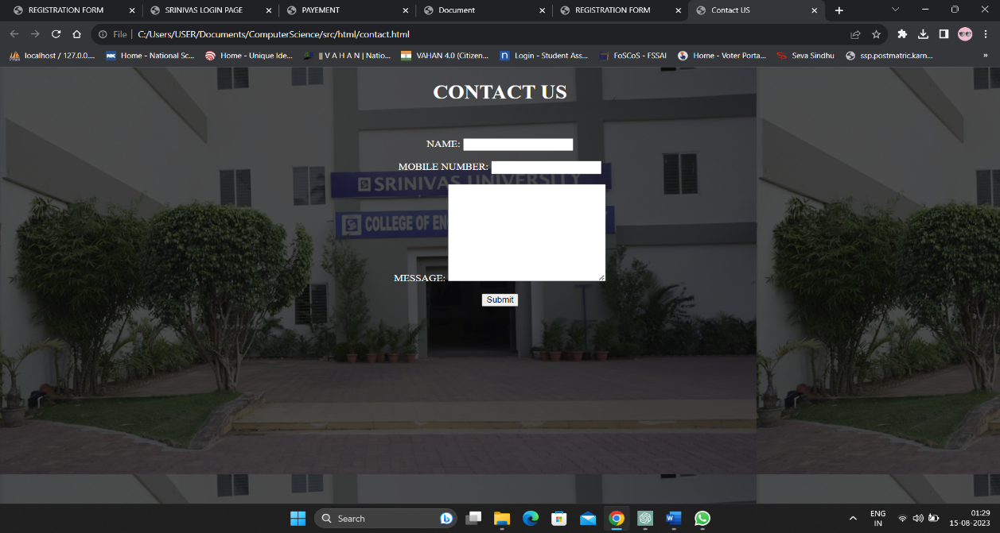 REGISTRATION FORM
SRINIVAS LOGIN PAGE
PAYEMENT
Document
REGISTRATION FORM
Contact US
File
C:/Users/USER/Documents/ComputerScience/src/html/contact.html
localhost / 127.0.0....
Home - National Sc...
Home - Unique Ide...
|| V A H A N | Natio...
VAHAN 4.0 (Citizen...
Login - Student Ass...
FoSCoS - FSSAI
Home - Voter Porta...
Seva Sindhu
ssp.postmatric.karn...
»
CONTACT US
NAME:
MOBILE NUMBER:
SRINIVAS UNIVERSITY
COLLEGE OF EN
MESSAGE:
Submit
Search
ENG
IN
01:29
15-08-2023